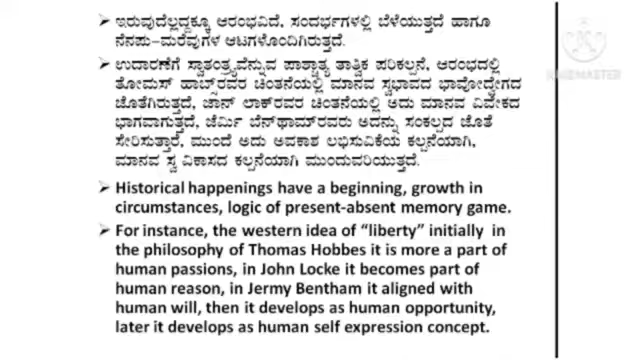 ➢ ಇರುವುದೆಲ್ಲದ್ದಕ್ಕೂ ಆರಂಭವಿದೆ, ಸಂದರ್ಭಗಳಲ್ಲಿ ಬೆಳೆಯುತ್ತದೆ ಹಾಗೂ
ನೆನಪು-ಮರೆವುಗಳ ಆಟಗಳೊಂದಿಗಿರುತ್ತದೆ.
➢ ಉದಾರಣೆಗೆ ಸ್ವಾತಂತ್ರ್ಯವೆನ್ನುವ ಪಾಶ್ಚಾತ್ಯ ತಾತ್ವಿಕ ಪರಿಕಲ್ಪನೆ, ಆರಂಭದಲ್ಲಿ
ತೋಮಸ್ ಹಾಬ್ಸ್‌ರವರ ಚಿಂತನೆಯಲ್ಲಿ ಮಾನವ ಸ್ವಭಾವದ ಭಾವೋದ್ವೇಗದ
ಜೊತೆಗಿರುತ್ತದೆ, ಜಾನ್ ಲಾಕ್‌ರವರ ಚಿಂತನೆಯಲ್ಲಿ ಅದು ಮಾನವ ವಿವೇಕದ
ಭಾಗವಾಗುತ್ತದೆ, ಜೆರ್ಮಿ ಬೆನ್‌ಥಾಮ್‌ರವರು ಅದನ್ನು ಸಂಕಲ್ಪದ ಜೊತೆ
ಸೇರಿಸುತ್ತಾರೆ, ಮುಂದೆ ಅದು ಅವಕಾಶ ಲಭಿಸುವಿಕೆಯ ಕಲ್ಪನೆಯಾಗಿ,
ಮಾನವ ಸ್ವ ವಿಕಾಸದ ಕಲ್ಪನೆಯಾಗಿ ಮುಂದುವರಿಯುತ್ತದೆ.
➢ Historical happenings have a beginning, growth in
circumstances, logic of present-absent memory game.
➢ For instance, the western idea of “liberty” initially in
the philosophy of Thomas Hobbes it is more a part of
human passions, in John Locke it becomes part of
human reason, in Jermy Bentham it aligned with
human will, then it develops as human opportunity,
later it develops as human self expression concept.